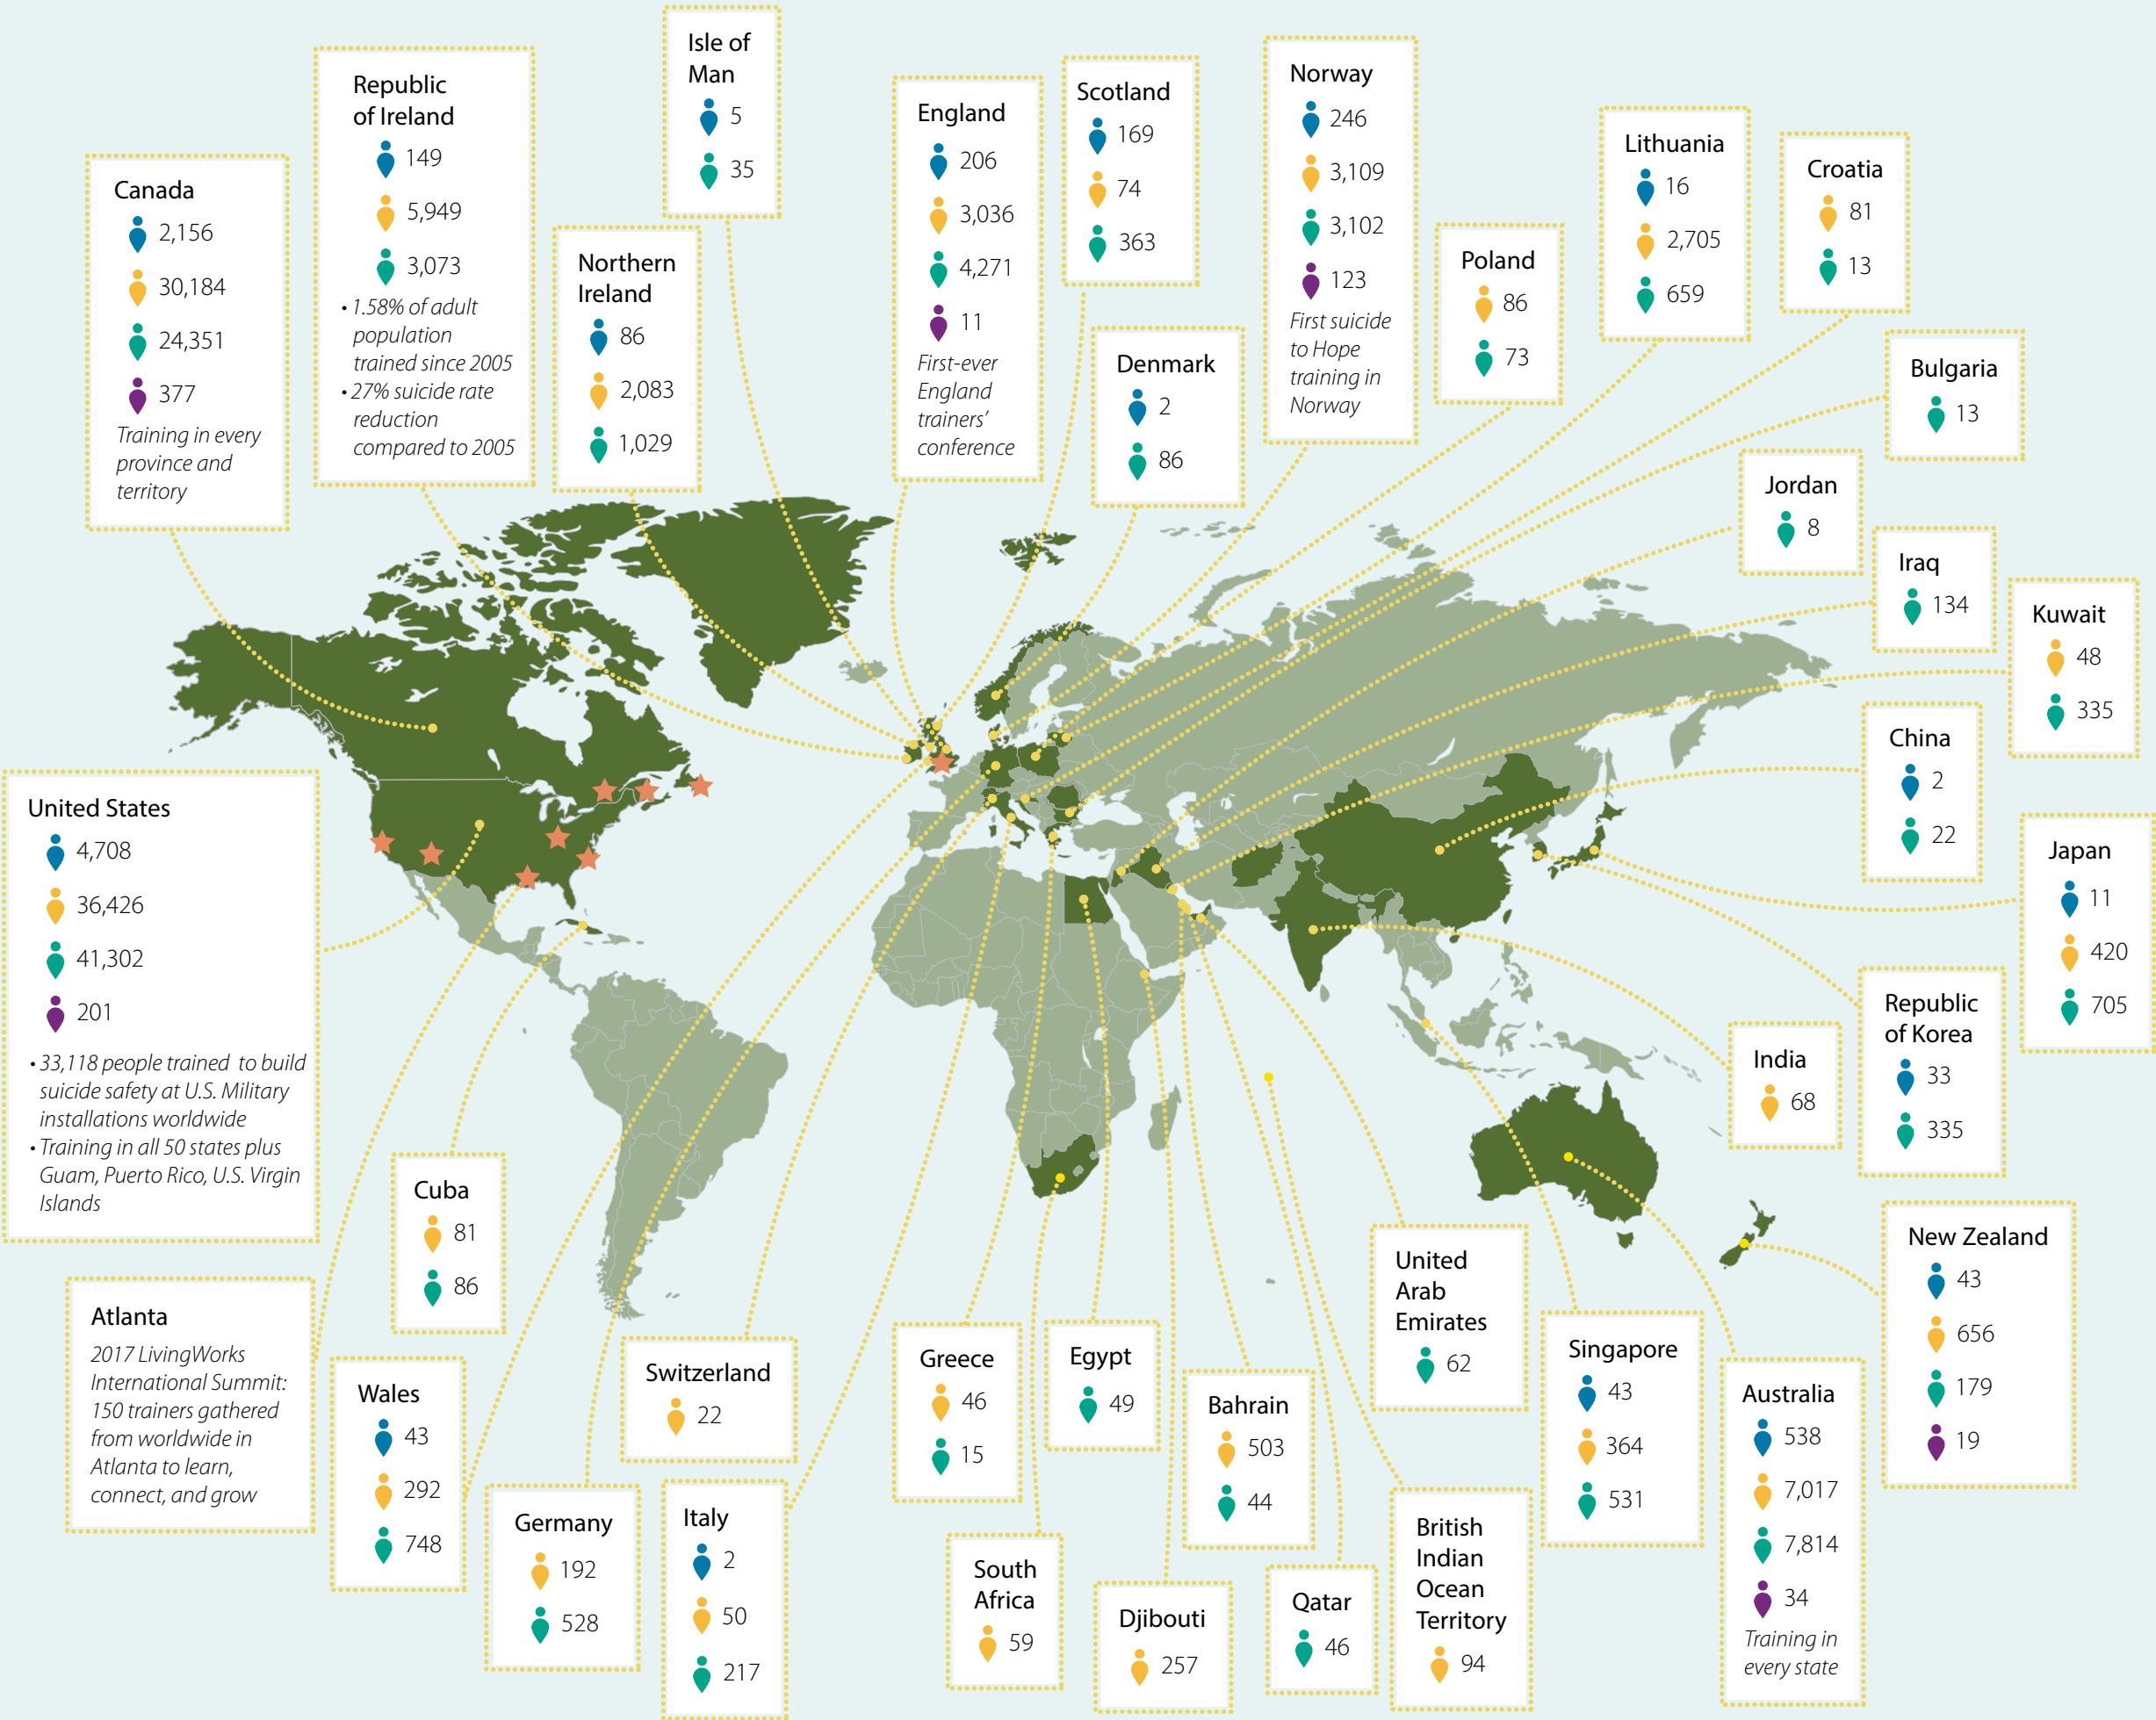 Isle of
Man
5
35
Republic
of Ireland
149
5,949
3,073
• 1.58% of adult
population
trained since 2005
• 27% suicide rate
reduction
compared to 2005
Canada
2,156
30,184
24,351
377
Training in every
province and
territory
Northern
Ireland
86
2,083
1,029
England
206
3,036
4,271
11
First-ever
England
trainers’
conference
Scotland
169
74
363
Denmark
2
86
Norway
246
3,109
3,102
123
First suicide
to Hope
training in
Norway
Poland
86
73
Lithuania
16
2,705
659
Croatia
81
13
Bulgaria
13
Jordan
8
Iraq
134
Kuwait
48
335
China
2
22
Japan
11
420
705
Republic
of Korea
33
335
India
68
United States
4,708
36,426
41,302
201
• 33,118 people trained to build
suicide safety at U.S. Military
installations worldwide
• Training in all 50 states plus
Guam, Puerto Rico, U.S. Virgin
Islands
Atlanta
2017 LivingWorks
International Summit:
150 trainers gathered
from worldwide in
Atlanta to learn,
connect, and grow
Cuba
81
86
Wales
43
292
748
Germany
192
528
Switzerland
22
Italy
2
50
217
Greece
46
15
South
Africa
59
Egypt
49
Djibouti
257
Bahrain
503
44
Qatar
46
United
Arab
Emirates
62
British
Indian
Ocean
Territory
94
Singapore
43
364
531
Australia
538
7,017
7,814
34
Training in
every state
New Zealand
43
656
179
19